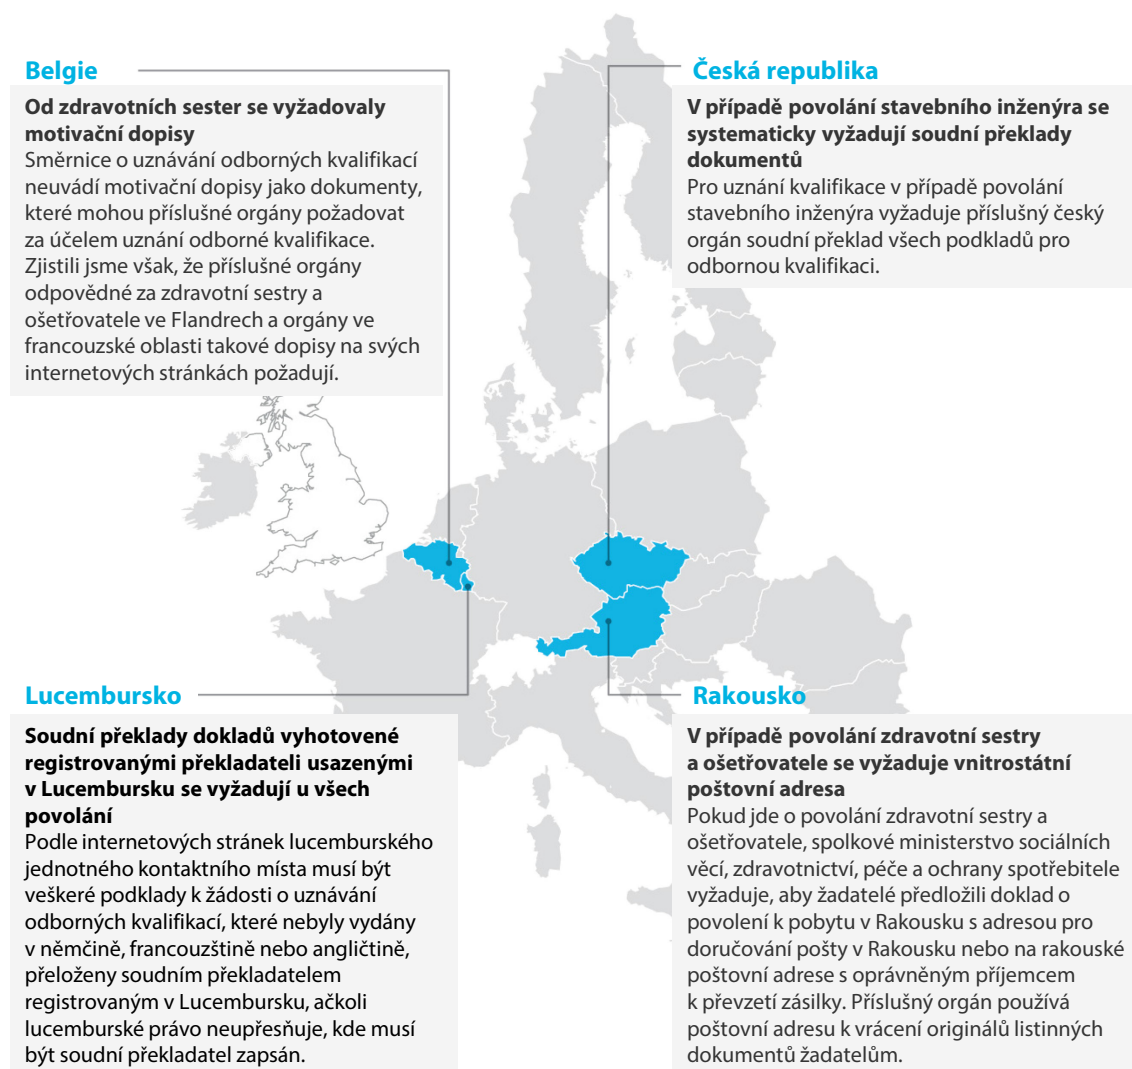 Belgie
Od zdravotních sester se vyžadovaly
motivační dopisy
Směrnice o uznávání odborných kvalifikací
neuvádí motivační dopisy jako dokumenty,
které mohou příslušné orgány požadovat
za účelem uznání odborné kvalifikace.
Zjistili jsme však, že příslušné orgány
odpovědné za zdravotní sestry a
ošetřovatele ve Flandrech a orgány ve
francouzské oblasti takové dopisy na svých
internetových stránkách požadují.
Česká republika
V případě povolání stavebního inženýra se
systematicky vyžadují soudní překlady
dokumentů
Pro uznání kvalifikace v případě povolání
stavebního inženýra vyžaduje příslušný český
orgán soudní překlad všech podkladů pro
odbornou kvalifikaci.
Lucembursko
Soudní překlady dokladů vyhotovené
registrovanými překladateli usazenými
v Lucembursku se vyžadují u všech
povolání
Podle internetových stránek lucemburského
jednotného kontaktního místa musí být
veškeré podklady k žádosti o uznávání
odborných kvalifikací, které nebyly vydány
v němčině, francouzštině nebo angličtině,
přeloženy soudním překladatelem
registrovaným v Lucembursku, ačkoli
lucemburské právo neupřesňuje, kde musí
být soudní překladatel zapsán.
Rakousko
V případě povolání zdravotní sestry
a ošetřovatele se vyžaduje vnitrostátní
poštovní adresa
Pokud jde o povolání zdravotní sestry a
ošetřovatele, spolkové ministerstvo sociálních
věcí, zdravotnictví, péče a ochrany spotřebitele
vyžaduje, aby žadatelé předložili doklad o
povolení k pobytu v Rakousku s adresou pro
doručování pošty v Rakousku nebo na rakouské
poštovní adrese s oprávněným příjemcem
k převzetí zásilky. Příslušný orgán používá
poštovní adresu k vrácení originálů listinných
dokumentů žadatelům.